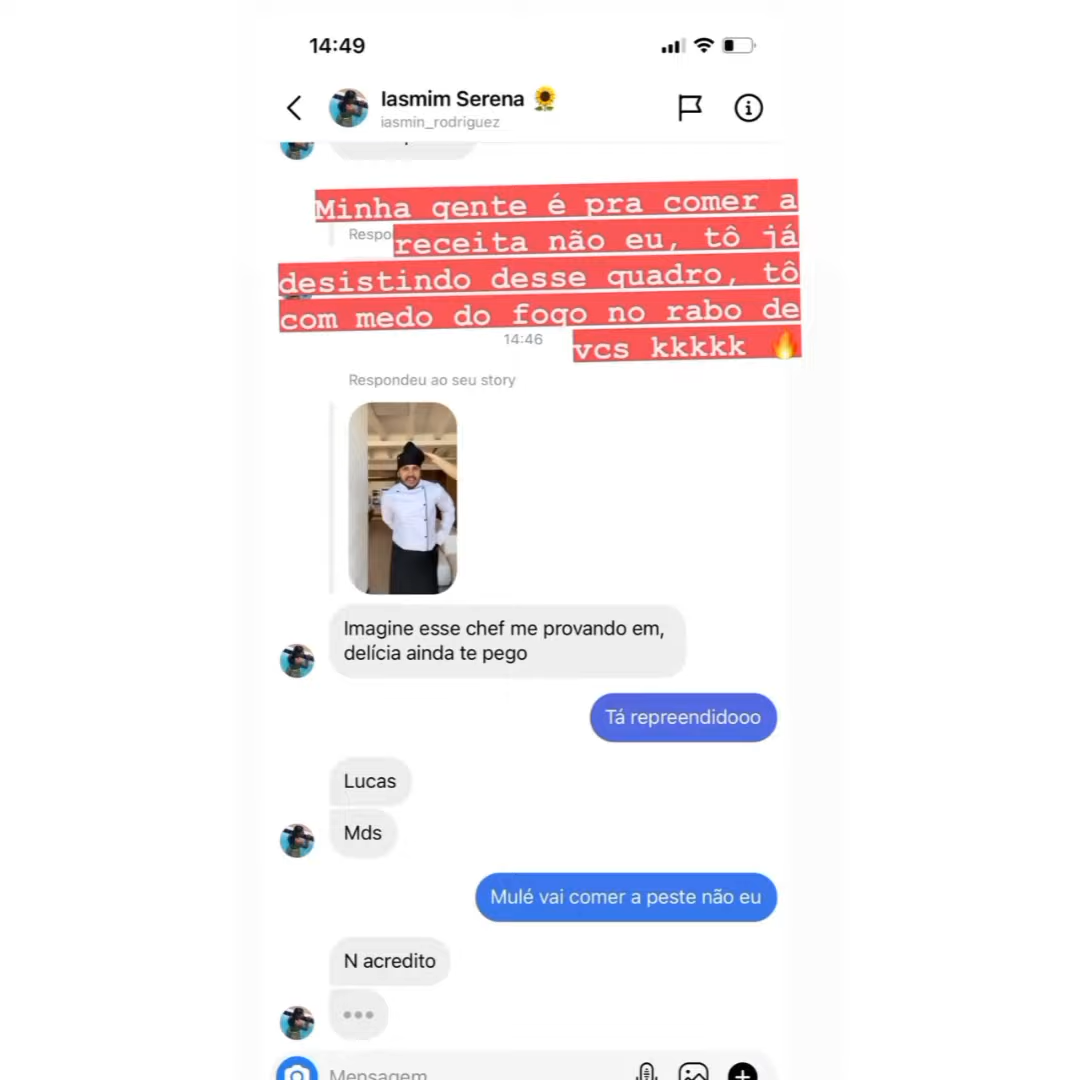 14:49
Iasmim Serena 🌻
iasmin_rodriguez
Minha gente é pra comer a
Respo
receita não eu, tô já
desistindo desse quadro, tô
com medo do fogo no rabo de
14:46
vcs kkkkk 🔥
Respondeu ao seu story
Imagine esse chef me provando em,
delícia ainda te pego
Tá repreendidooo
Lucas
Mds
Mulé vai comer a peste não eu
N acredito
Mensagem